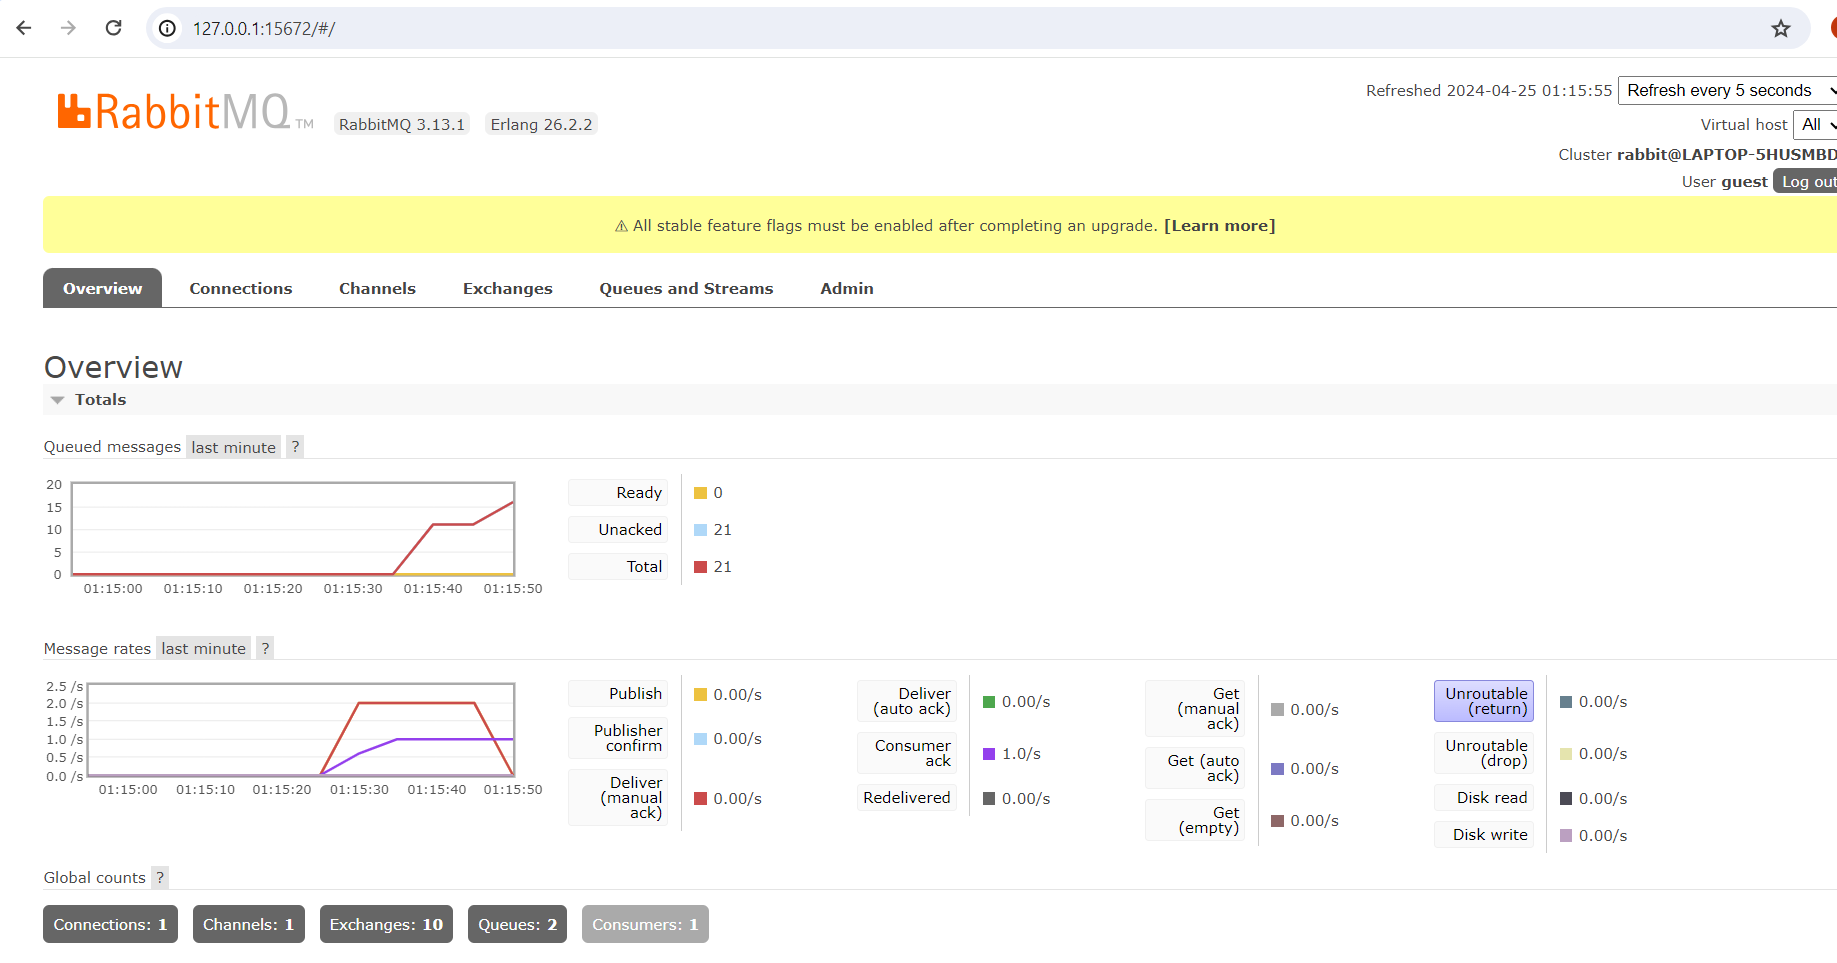 127.0.0.1:15672/#/
RabbitMQ TM RabbitMQ 3.13.1 Erlang 26.2.2
Refreshed 2024-04-25 01:15:55 Refresh every 5 seconds
Virtual host All
Cluster rabbit@LAPTOP-5HUSMBD
User guest Log out
⚠ All stable feature flags must be enabled after completing an upgrade. [Learn more]
Overview Connections Channels Exchanges Queues and Streams Admin
Overview
Totals
Queued messages last minute ?
20
15
10
5
0
01:15:00 01:15:10 01:15:20 01:15:30 01:15:40 01:15:50
Ready 0
Unacked 21
Total 21
Message rates last minute ?
2.5 /s
2.0 /s
1.5 /s
1.0 /s
0.5 /s
0.0 /s
01:15:00 01:15:10 01:15:20 01:15:30 01:15:40 01:15:50
Publish 0.00/s
Publisher
confirm 0.00/s
Deliver
(manual
ack) 0.00/s
Deliver
(auto ack) 0.00/s
Consumer
ack 1.0/s
Redelivered 0.00/s
Get
(manual
ack) 0.00/s
Get (auto
ack) 0.00/s
Get
(empty) 0.00/s
Unroutable
(return) 0.00/s
Unroutable
(drop) 0.00/s
Disk read 0.00/s
Disk write 0.00/s
Global counts ?
Connections: 1 Channels: 1 Exchanges: 10 Queues: 2 Consumers: 1